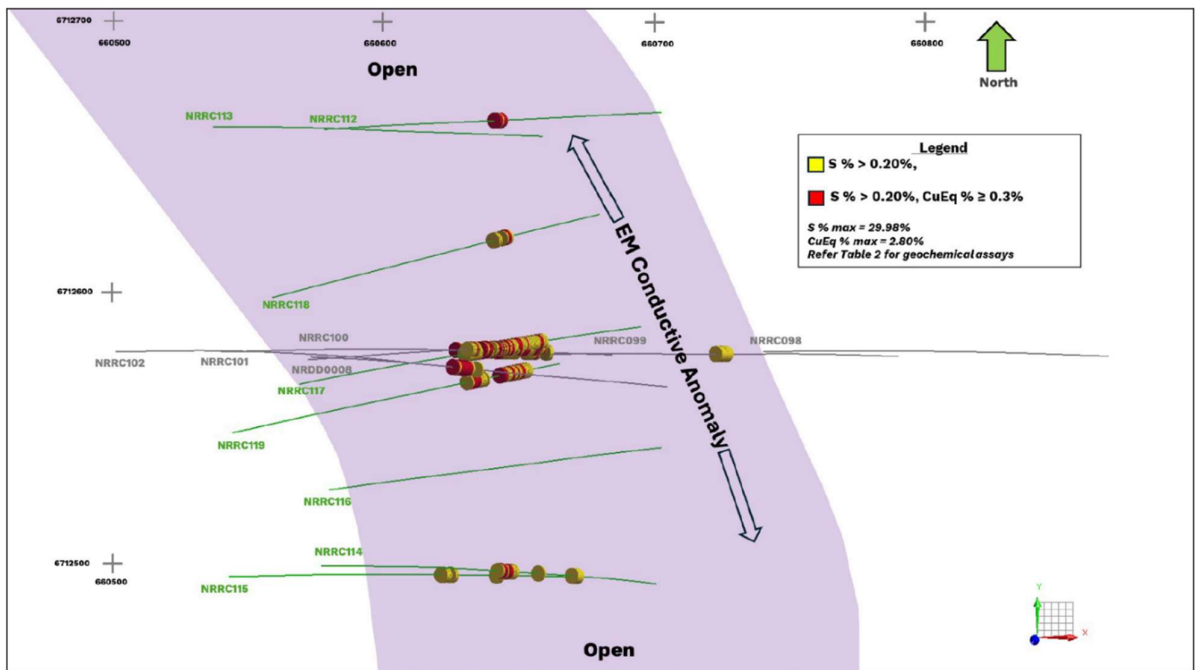 6712700
660500
660600
660700
660800
Open
North
NRRC113
NRRC112
Legend
S % > 0.20%,
S % > 0.20%, CuEq % ≥ 0.3%
S % max = 29.98%
CuEq % max = 2.80%
Refer Table 2 for geochemical assays
EM Conductive Anomaly
6712600
NRRC118
NRRC100
NRRC099
NRRC098
NRRC102
NRRC101
NRDD0008
NRRC117
NRRC119
NRRC116
NRRC114
6712500
660500
NRRC115
Open
Y
X